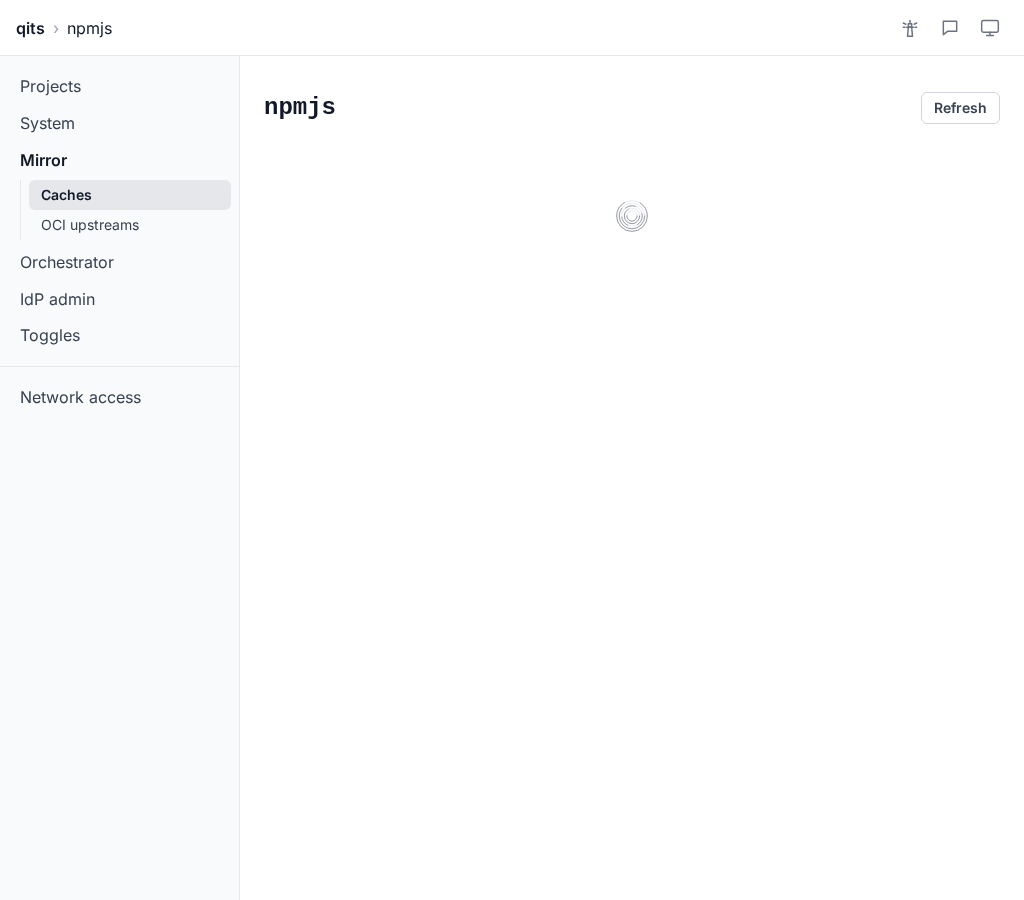 qits › npmjs
Projects
System
Mirror
Caches
OCI upstreams
Orchestrator
IdP admin
Toggles
Network access
npmjs
Refresh